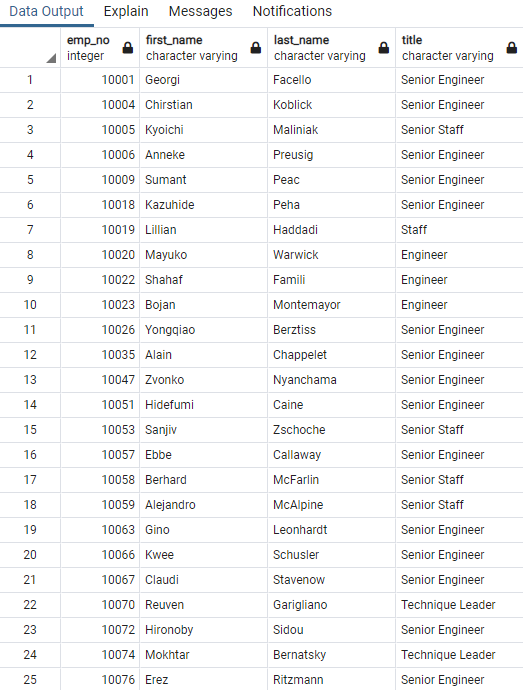 Data Output Explain Messages Notifications
emp_no first_name last_name title
integer character varying character varying character varying
1 10001 Georgi Facello Senior Engineer
2 10004 Chirstian Koblick Senior Engineer
3 10005 Kyoichi Maliniak Senior Staff
4 10006 Anneke Preusig Senior Engineer
5 10009 Sumant Peac Senior Engineer
6 10018 Kazuhide Peha Senior Engineer
7 10019 Lillian Haddadi Staff
8 10020 Mayuko Warwick Engineer
9 10022 Shahaf Famili Engineer
10 10023 Bojan Montemayor Engineer
11 10026 Yongqiao Berztiss Senior Engineer
12 10035 Alain Chappelet Senior Engineer
13 10047 Zvonko Nyanchama Senior Engineer
14 10051 Hidefumi Caine Senior Engineer
15 10053 Sanjiv Zschoche Senior Staff
16 10057 Ebbe Callaway Senior Engineer
17 10058 Berhard McFarlin Senior Staff
18 10059 Alejandro McAlpine Senior Staff
19 10063 Gino Leonhardt Senior Engineer
20 10066 Kwee Schusler Senior Engineer
21 10067 Claudi Stavenow Senior Engineer
22 10070 Reuven Garigliano Technique Leader
23 10072 Hironoby Sidou Senior Engineer
24 10074 Mokhtar Bernatsky Technique Leader
25 10076 Erez Ritzmann Senior Engineer